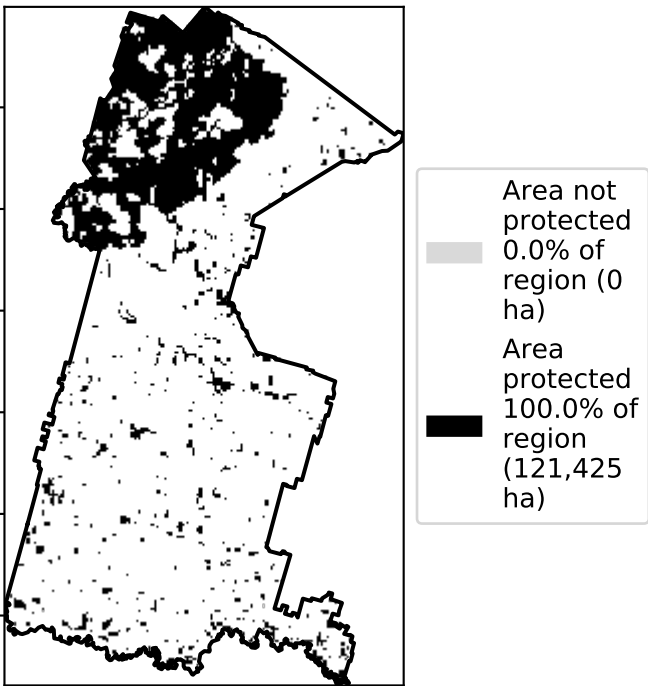 Area not
protected
0.0% of
region (0
ha)
Area
protected
100.0% of
region
(121,425
ha)